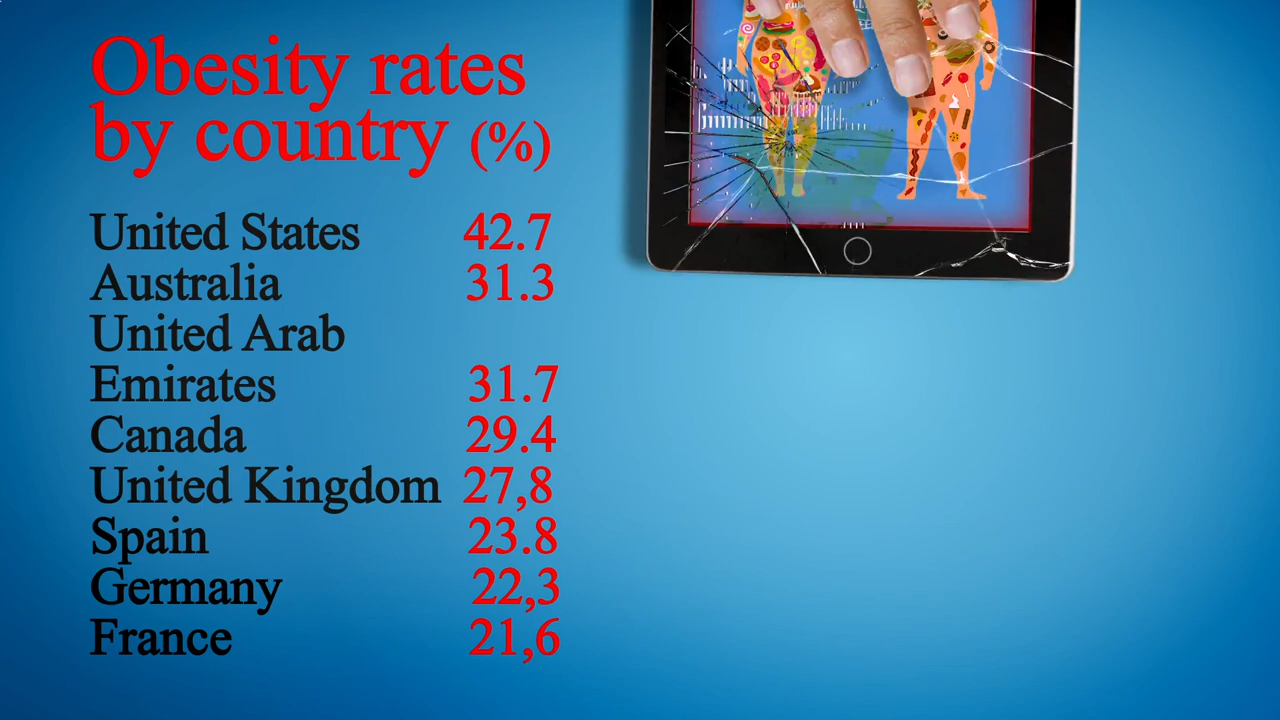 Obesity rates
by country (%)
United States 42.7
Australia 31.3
United Arab
Emirates 31.7
Canada 29.4
United Kingdom 27,8
Spain 23.8
Germany 22,3
France 21,6